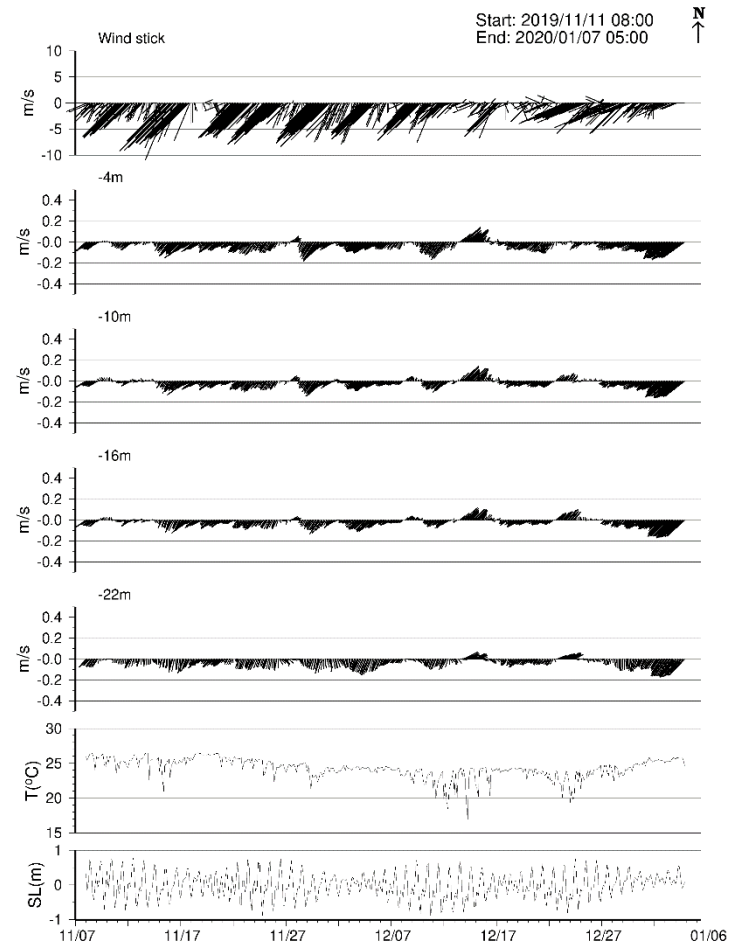 Start: 2019/11/11 08:00
End: 2020/01/07 05:00
N
Wind stick
10
5
0
-5
-10
m/s
-4m
0.4
0.2
-0.0
-0.2
-0.4
m/s
-10m
0.4
0.2
-0.0
-0.2
-0.4
m/s
-16m
0.4
0.2
-0.0
-0.2
-0.4
m/s
-22m
0.4
0.2
-0.0
-0.2
-0.4
m/s
30
25
20
15
T(°C)
1
0
-1
SL(m)
11/07 11/17 11/27 12/07 12/17 12/27 01/06